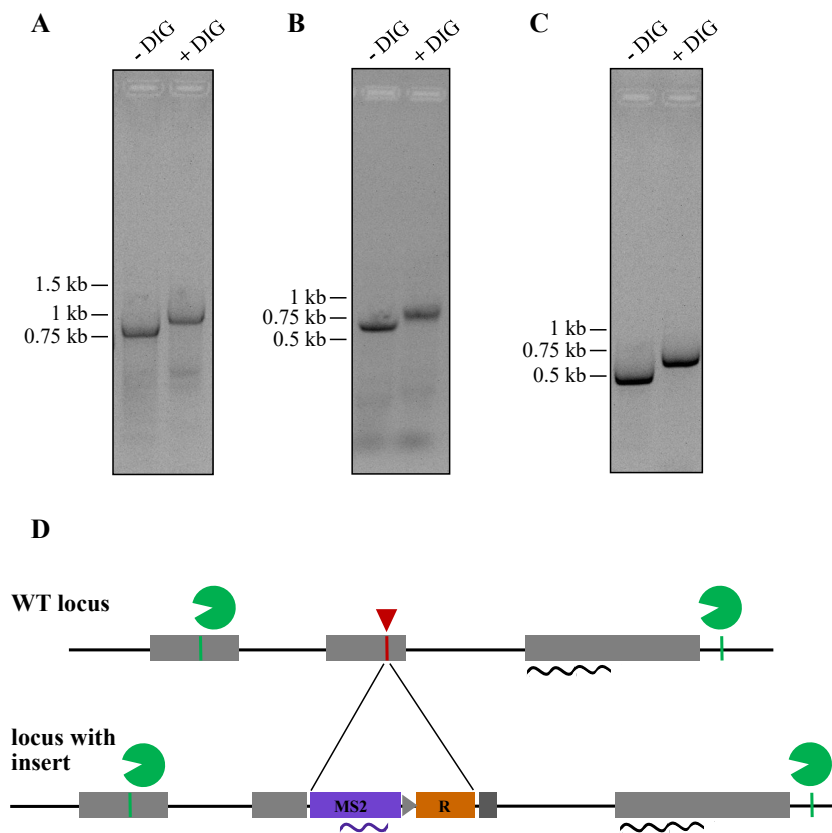 A
B
C
- DIG
+ DIG
- DIG
+ DIG
- DIG
+ DIG
1.5 kb
1 kb
0.75 kb
1 kb
0.75 kb
0.5 kb
1 kb
0.75 kb
0.5 kb
D
WT locus
locus with
insert
MS2
R